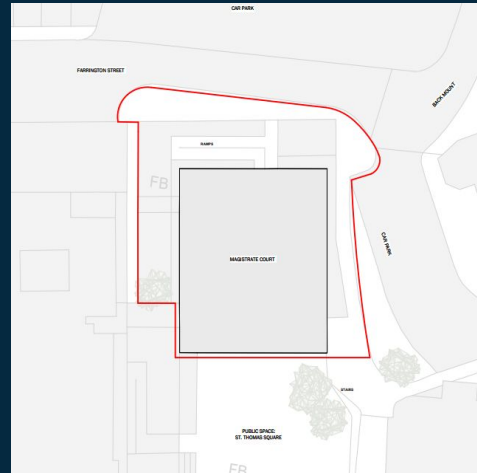 CAR PARK
FARRINGTON STREET
BACK MOUNT
RAMPS
FB
CAR PARK
MAGISTRATE COURT
STAIRS
PUBLIC SPACE:
ST. THOMAS SQUARE
FB